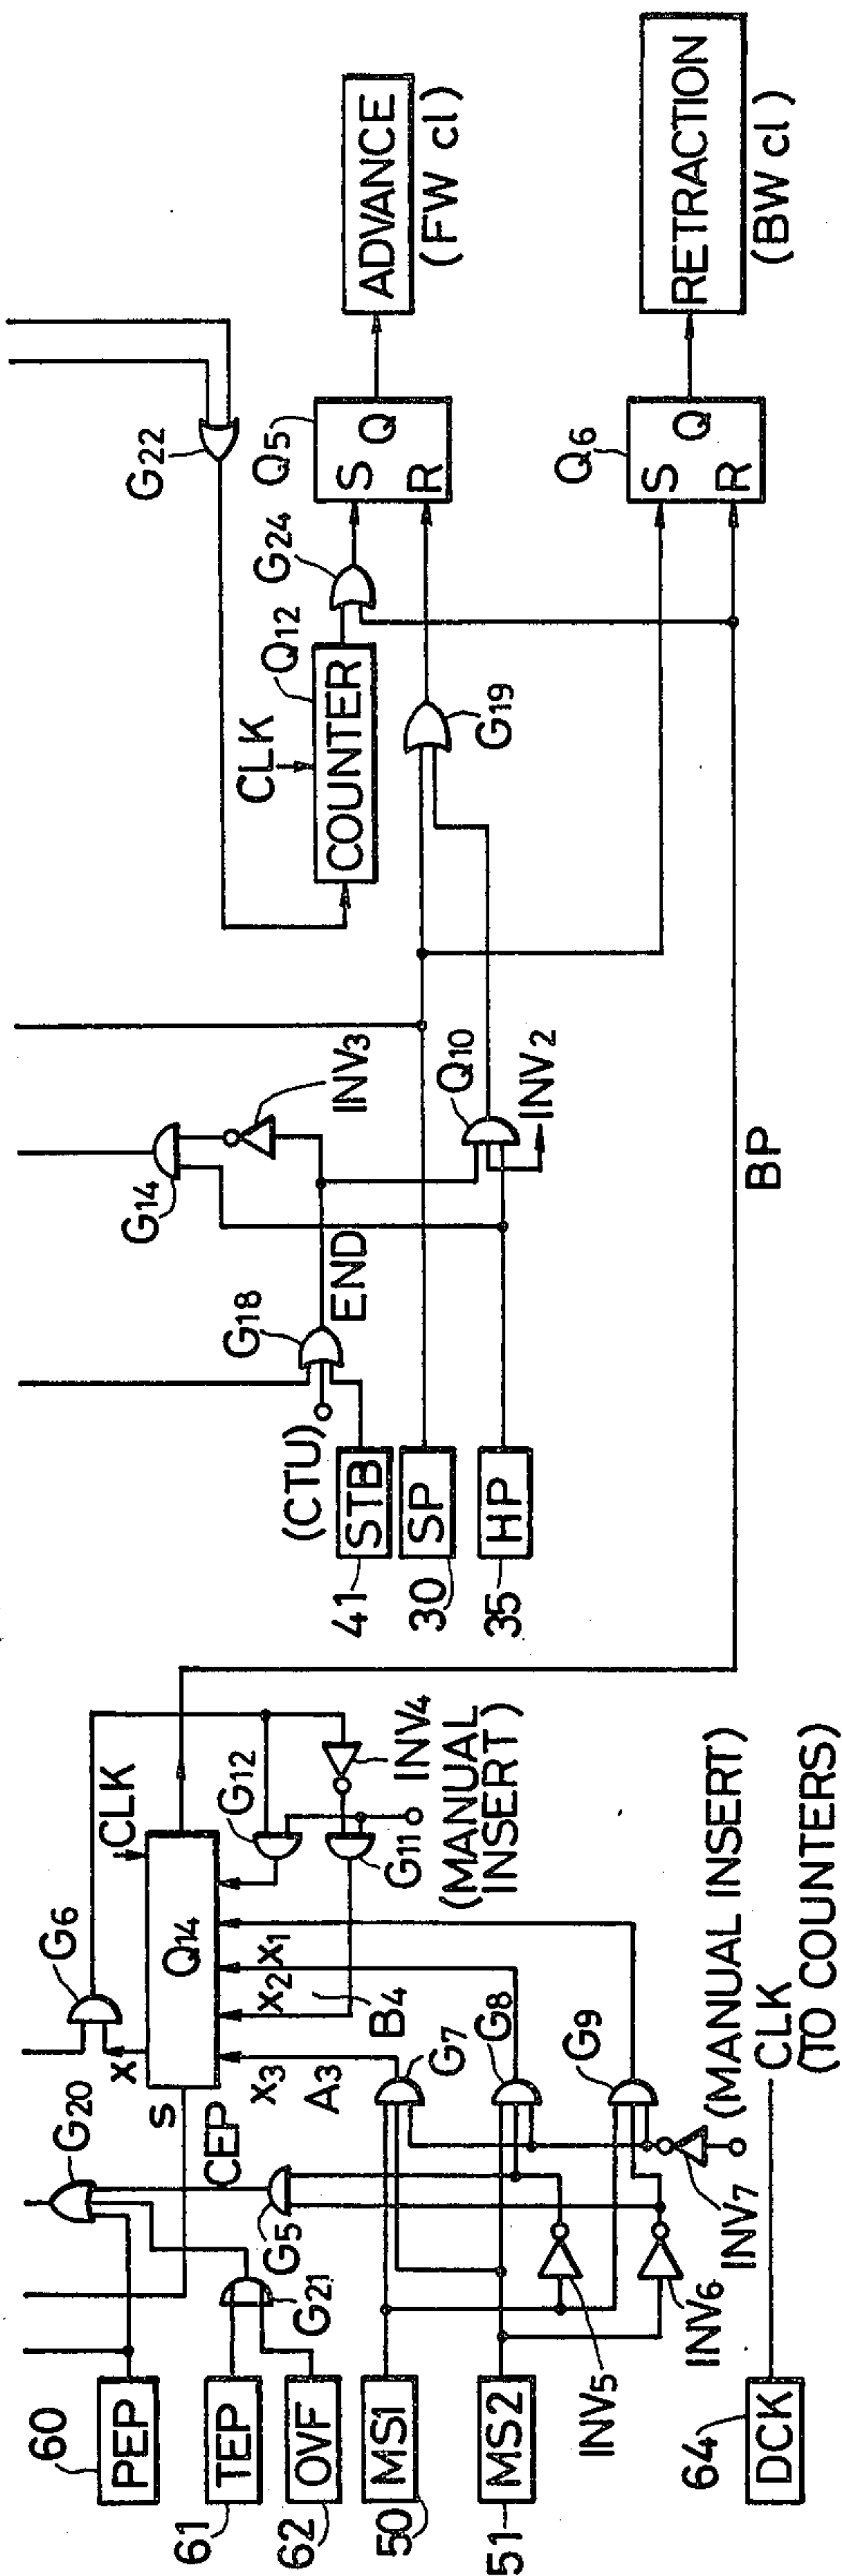 60
PEP
61
TEP
62
OVF
50
MS1
51
MS2
64
DCK
G20
G21
G5
CEP
S
X
G6
CLK
Q14
X3
X2
X1
A3
B4
G12
G11
INV4
(MANUAL
INSERT)
G7
G8
G9
INV5
INV6
INV7
(MANUAL INSERT)
CLK
(TO COUNTERS)
(CTU)
41
STB
30
SP
35
HP
G18
END
G14
INV3
Q10
INV2
BP
G22
CLK
Q12
COUNTER
G24
G19
Q5
S
Q
R
ADVANCE
(FW cl)
Q6
S
Q
R
RETRACTION
(BW cl)